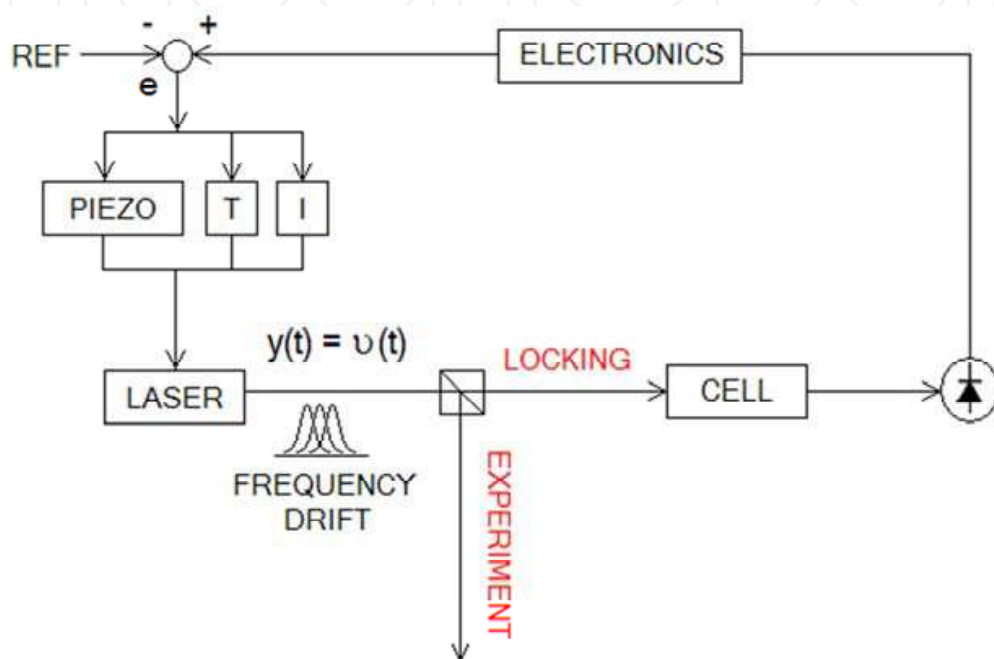 - +
REF
ELECTRONICS
e
PIEZO
T
I
y(t) = υ(t)
LOCKING
LASER
CELL
FREQUENCY
DRIFT
EXPERIMENT